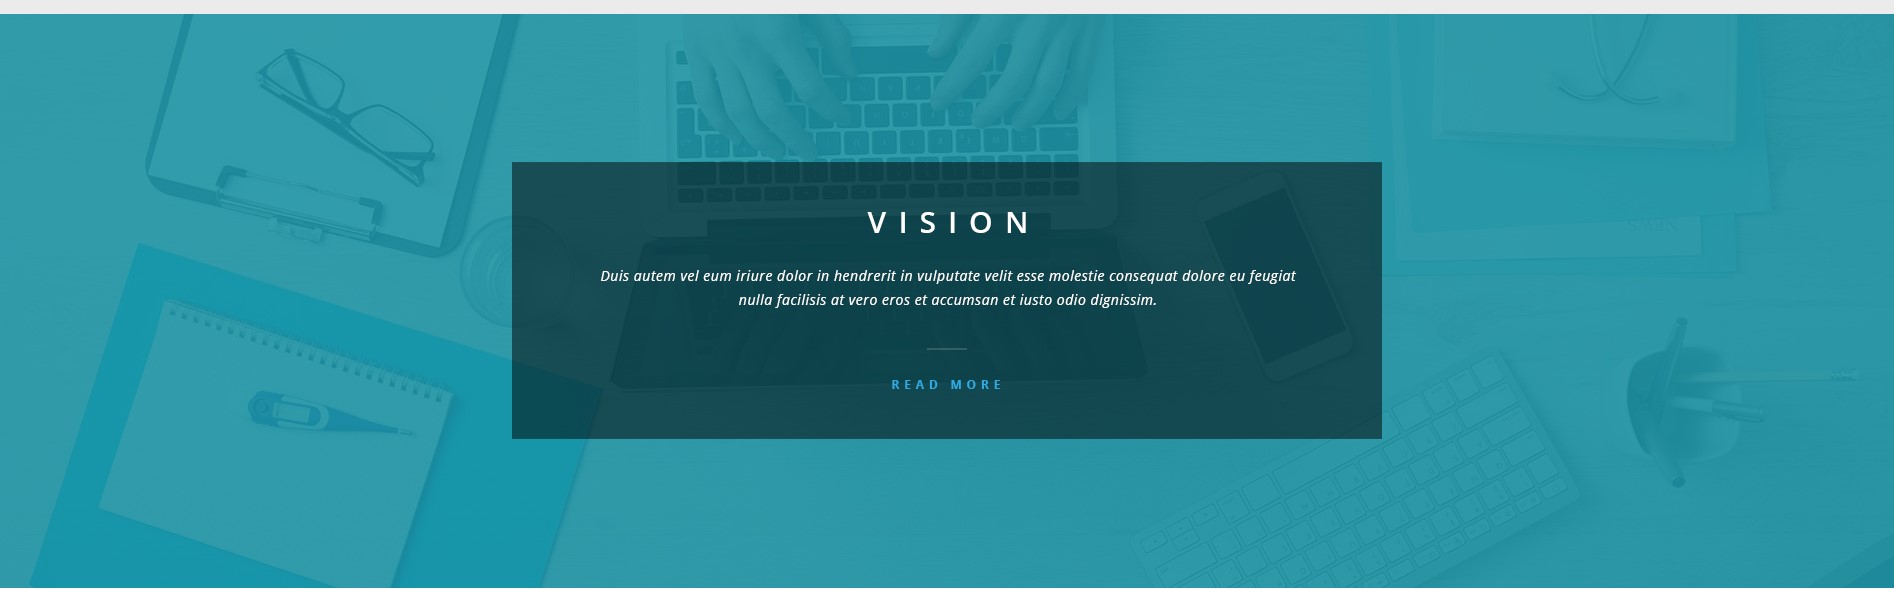 VISION
Duis autem vel eum iriure dolor in hendrerit in vulputate velit esse molestie consequat dolore eu feugiat
nulla facilisis at vero eros et accumsan et iusto odio dignissim.
READ MORE